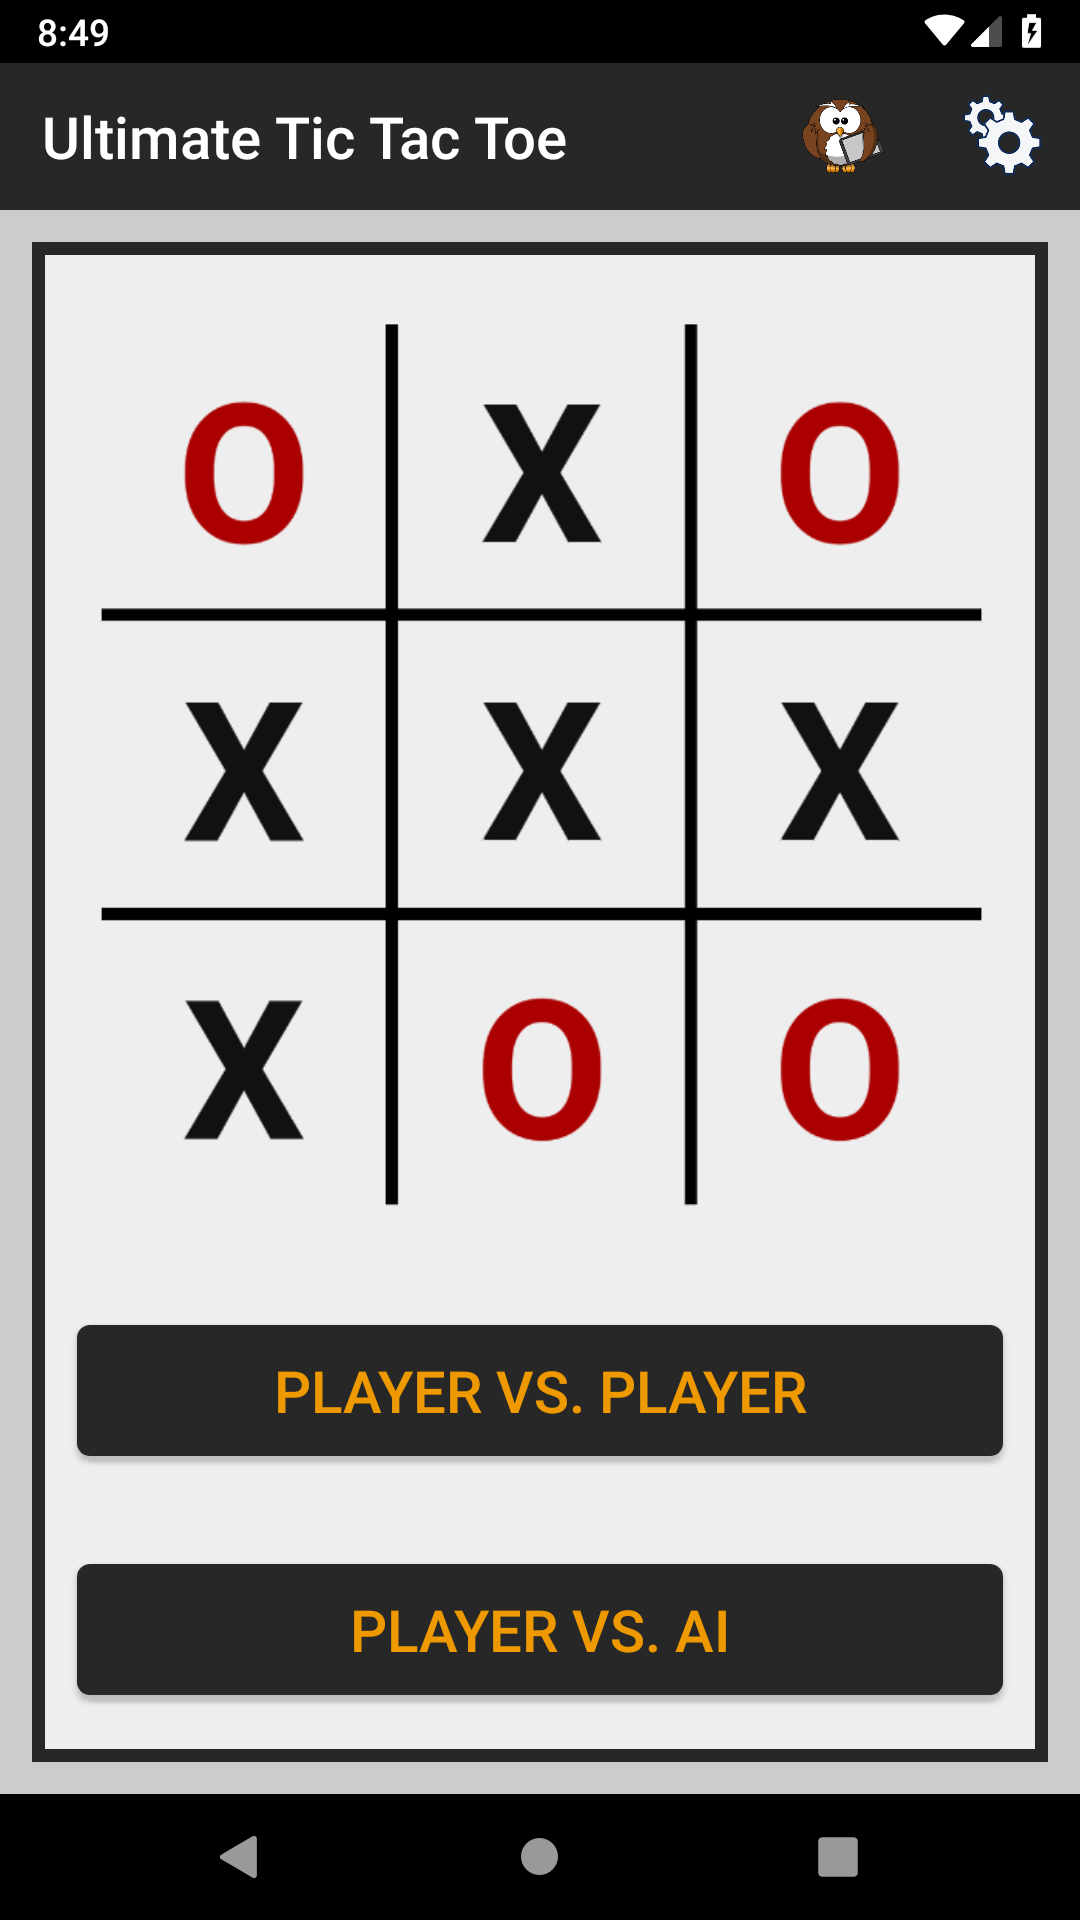 8:49
Ultimate Tic Tac Toe
O X O
X X X
X O O
PLAYER VS. PLAYER
PLAYER VS. AI